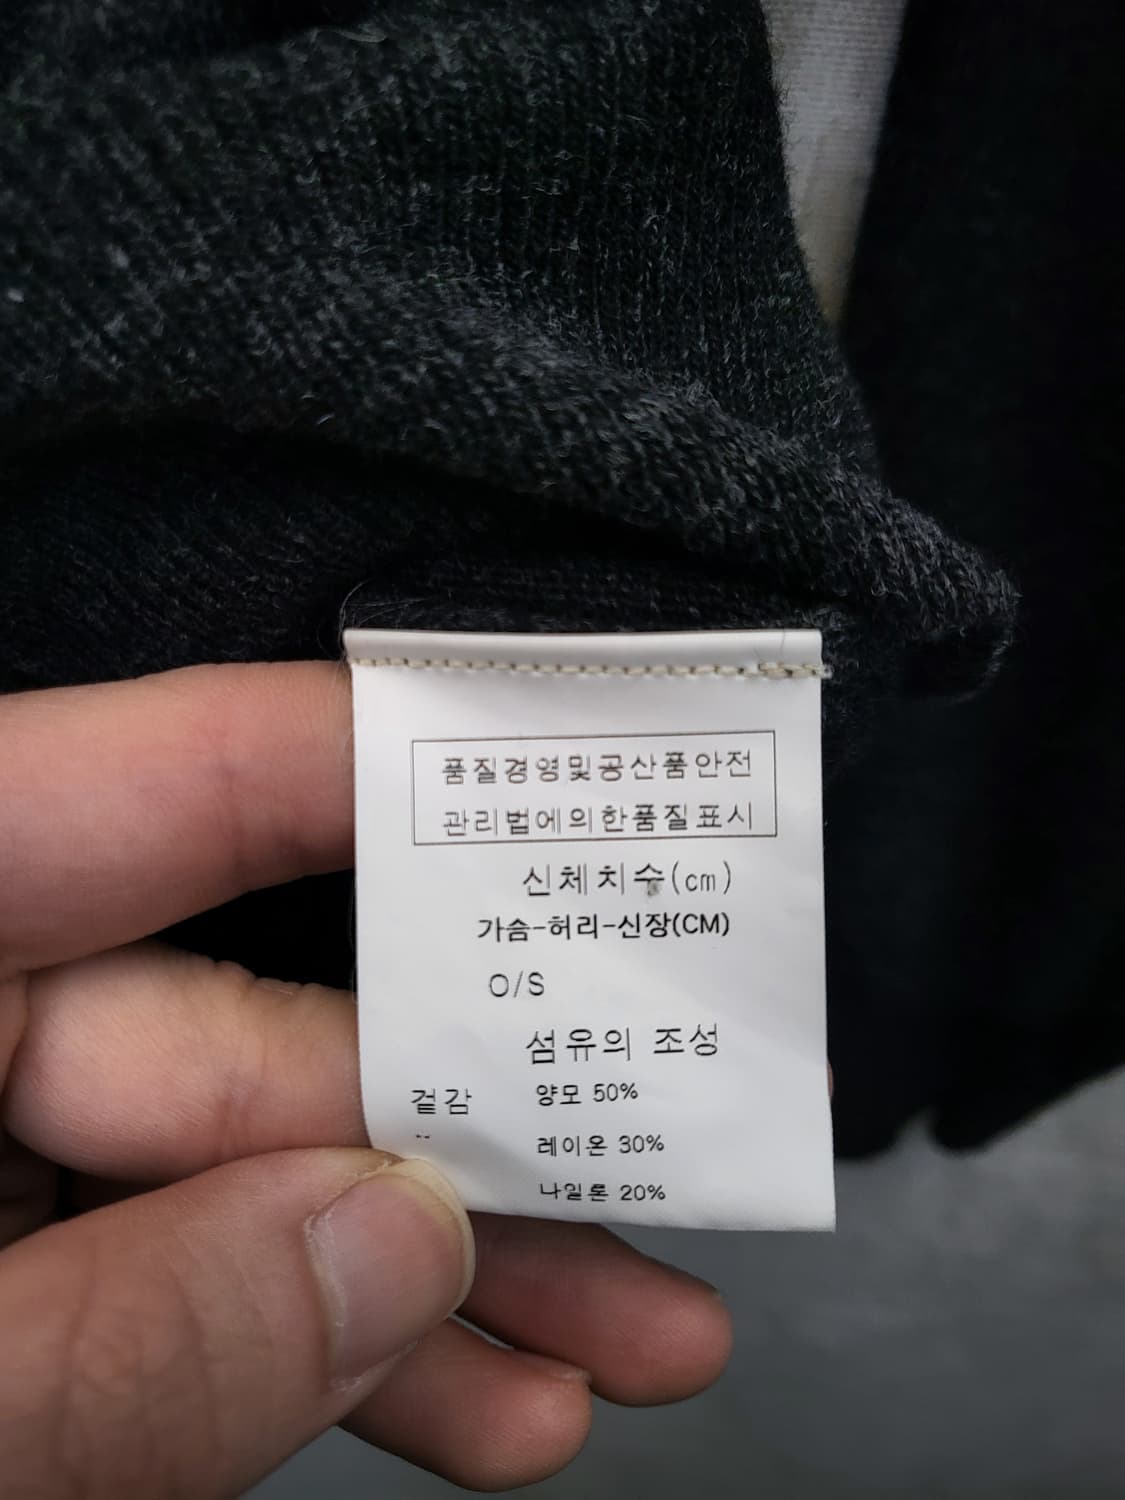 품질경영및공산품안전
관리법에의한품질표시
신체치수(cm)
가슴-허리-신장(CM)
O/S
섬유의 조성
겉감 양모 50%
레이온 30%
나일론 20%